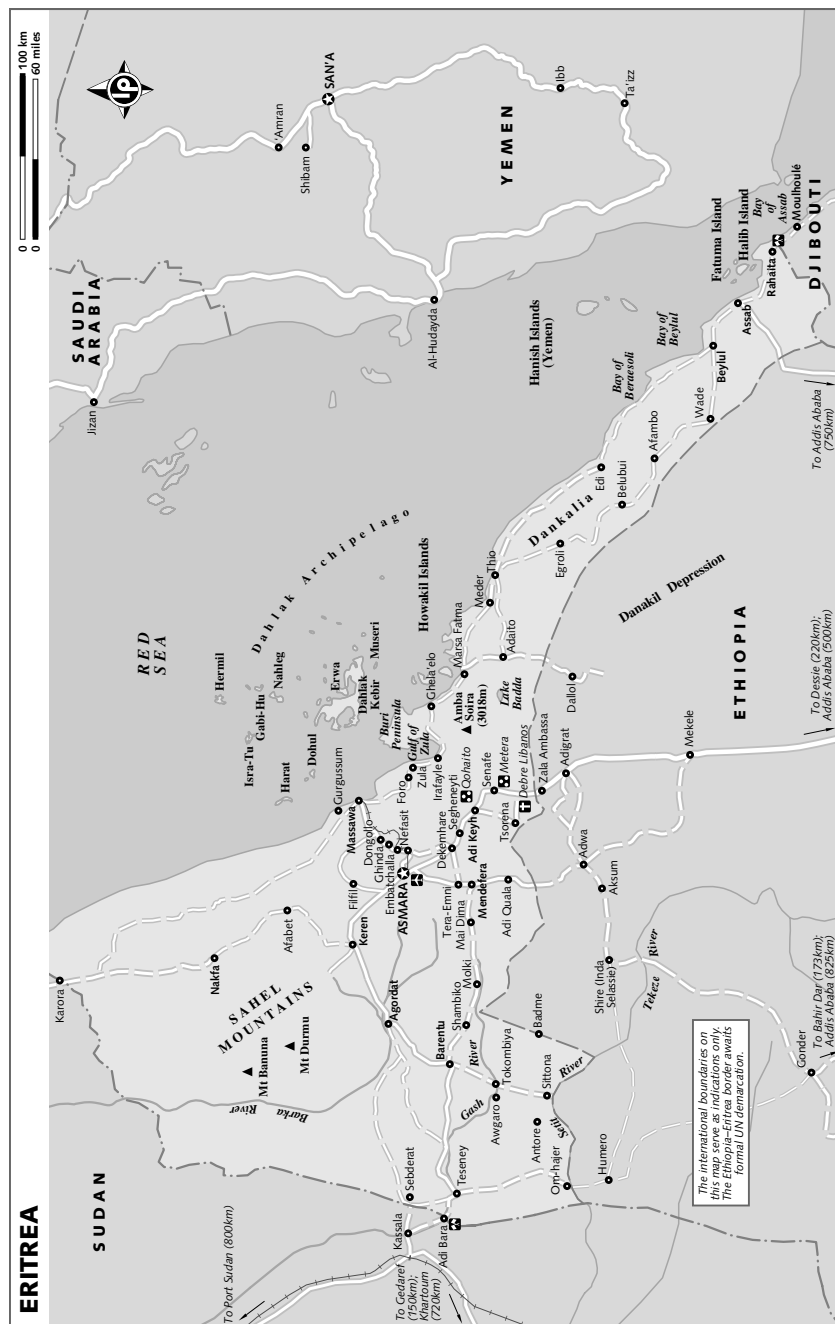 ERITREA
0
100 km
0
60 miles
lp
SUDAN
To Port Sudan (800km)
To Gedaref
(150km);
Khartoum
(720km)
Kassala
Adi Bara
Sebderat
Teseney
Karora
Nakfa
Afabet
SAHEL
MOUNTAINS
Mt Banuna
Mt Durmu
Barka
River
Keren
Filfil
Agordat
Barentu
Shambiko
Molki
River
Gash
Tokombiya
Awgaro
Antore
Sittona
Badme
Setit
River
Om-hajer
Humero
Gurgussum
Massawa
Dongollo
Ghinda
Embatchalla
Nefasit
ASMARA
Foro
Zula
Irafayle
Dekemhare
Segheneyti
Qohaito
Adi Keyh
Senafe
Metera
Tsorena
Debre Libanos
Zala Ambassa
Tera-Emni
Mai Dima
Mendefera
Adi Quala
RED
SEA
Dahlak Archipelago
Hermil
Isra-Tu
Gabi-Hu
Nahleg
Harat
Dohul
Erwa
Dahlak
Kebir
Museri
Buri
Peninsula
Gulf of
Zula
Howakil Islands
Ghela'elo
Marsa Fatma
Amba
Soira
(3018m)
Lake
Badda
Adaito
Meder
Thio
Dallol
Dankalia
Egroli
Edi
Belubui
Afambo
Wade
Beylul
Bay of
Beraesoli
Bay of
Beylul
Assab
Fatuma Island
Halib Island
Bay
of
Assab
Rahaita
Moulhoulé
DJIBOUTI
Hanish Islands
(Yemen)
SAUDI
ARABIA
Jizan
YEMEN
'Amran
Shibam
SAN'A
Al-Hudayda
Ibb
Ta'izz
ETHIOPIA
Danakil Depression
Adigrat
Mekele
Adwa
Aksum
Shire (Inda
Selassie)
Tekeze
River
Gonder
To Bahir Dar (173km);
Addis Ababa (825km)
To Dessie (220km);
Addis Ababa (500km)
To Addis Ababa
(750km)
The international boundaries on
this map serve as indications only.
The Ethiopia–Eritrea border awaits
formal UN demarcation.